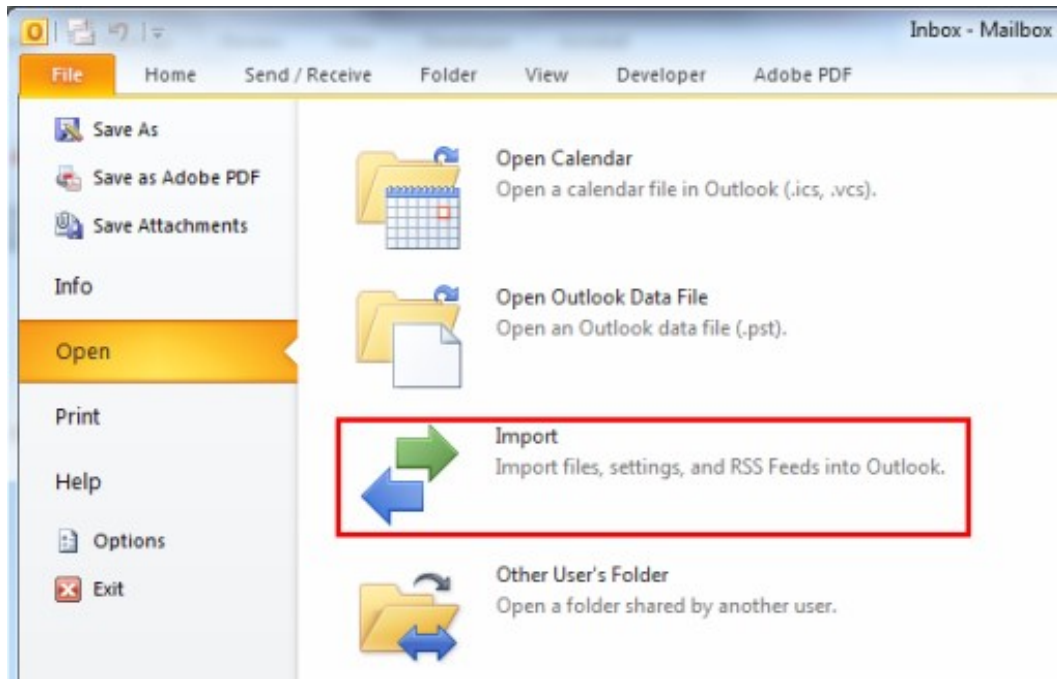 Inbox - Mailbox
File Home Send / Receive Folder View Developer Adobe PDF
Save As
Save as Adobe PDF
Save Attachments
Info
Open
Print
Help
Options
Exit
Open Calendar
Open a calendar file in Outlook (.ics, .vcs).
Open Outlook Data File
Open an Outlook data file (.pst).
Import
Import files, settings, and RSS Feeds into Outlook.
Other User's Folder
Open a folder shared by another user.